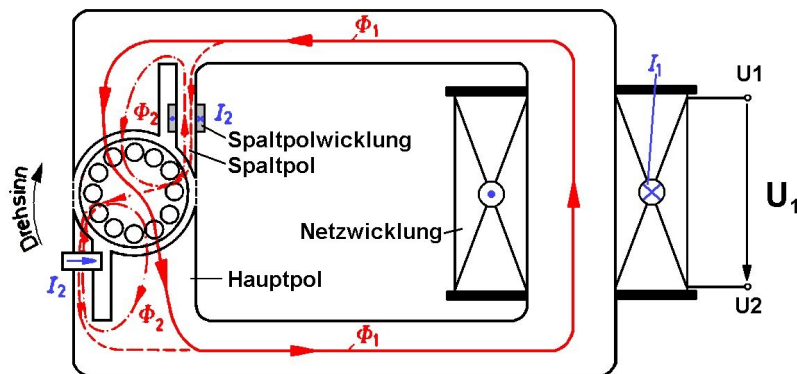 Φ1
I1
U1
Φ2
I2
Spaltpolwicklung
Spaltpol
Drehsinn
Netzwicklung
U1
Hauptpol
I2
Φ2
Φ1
U2